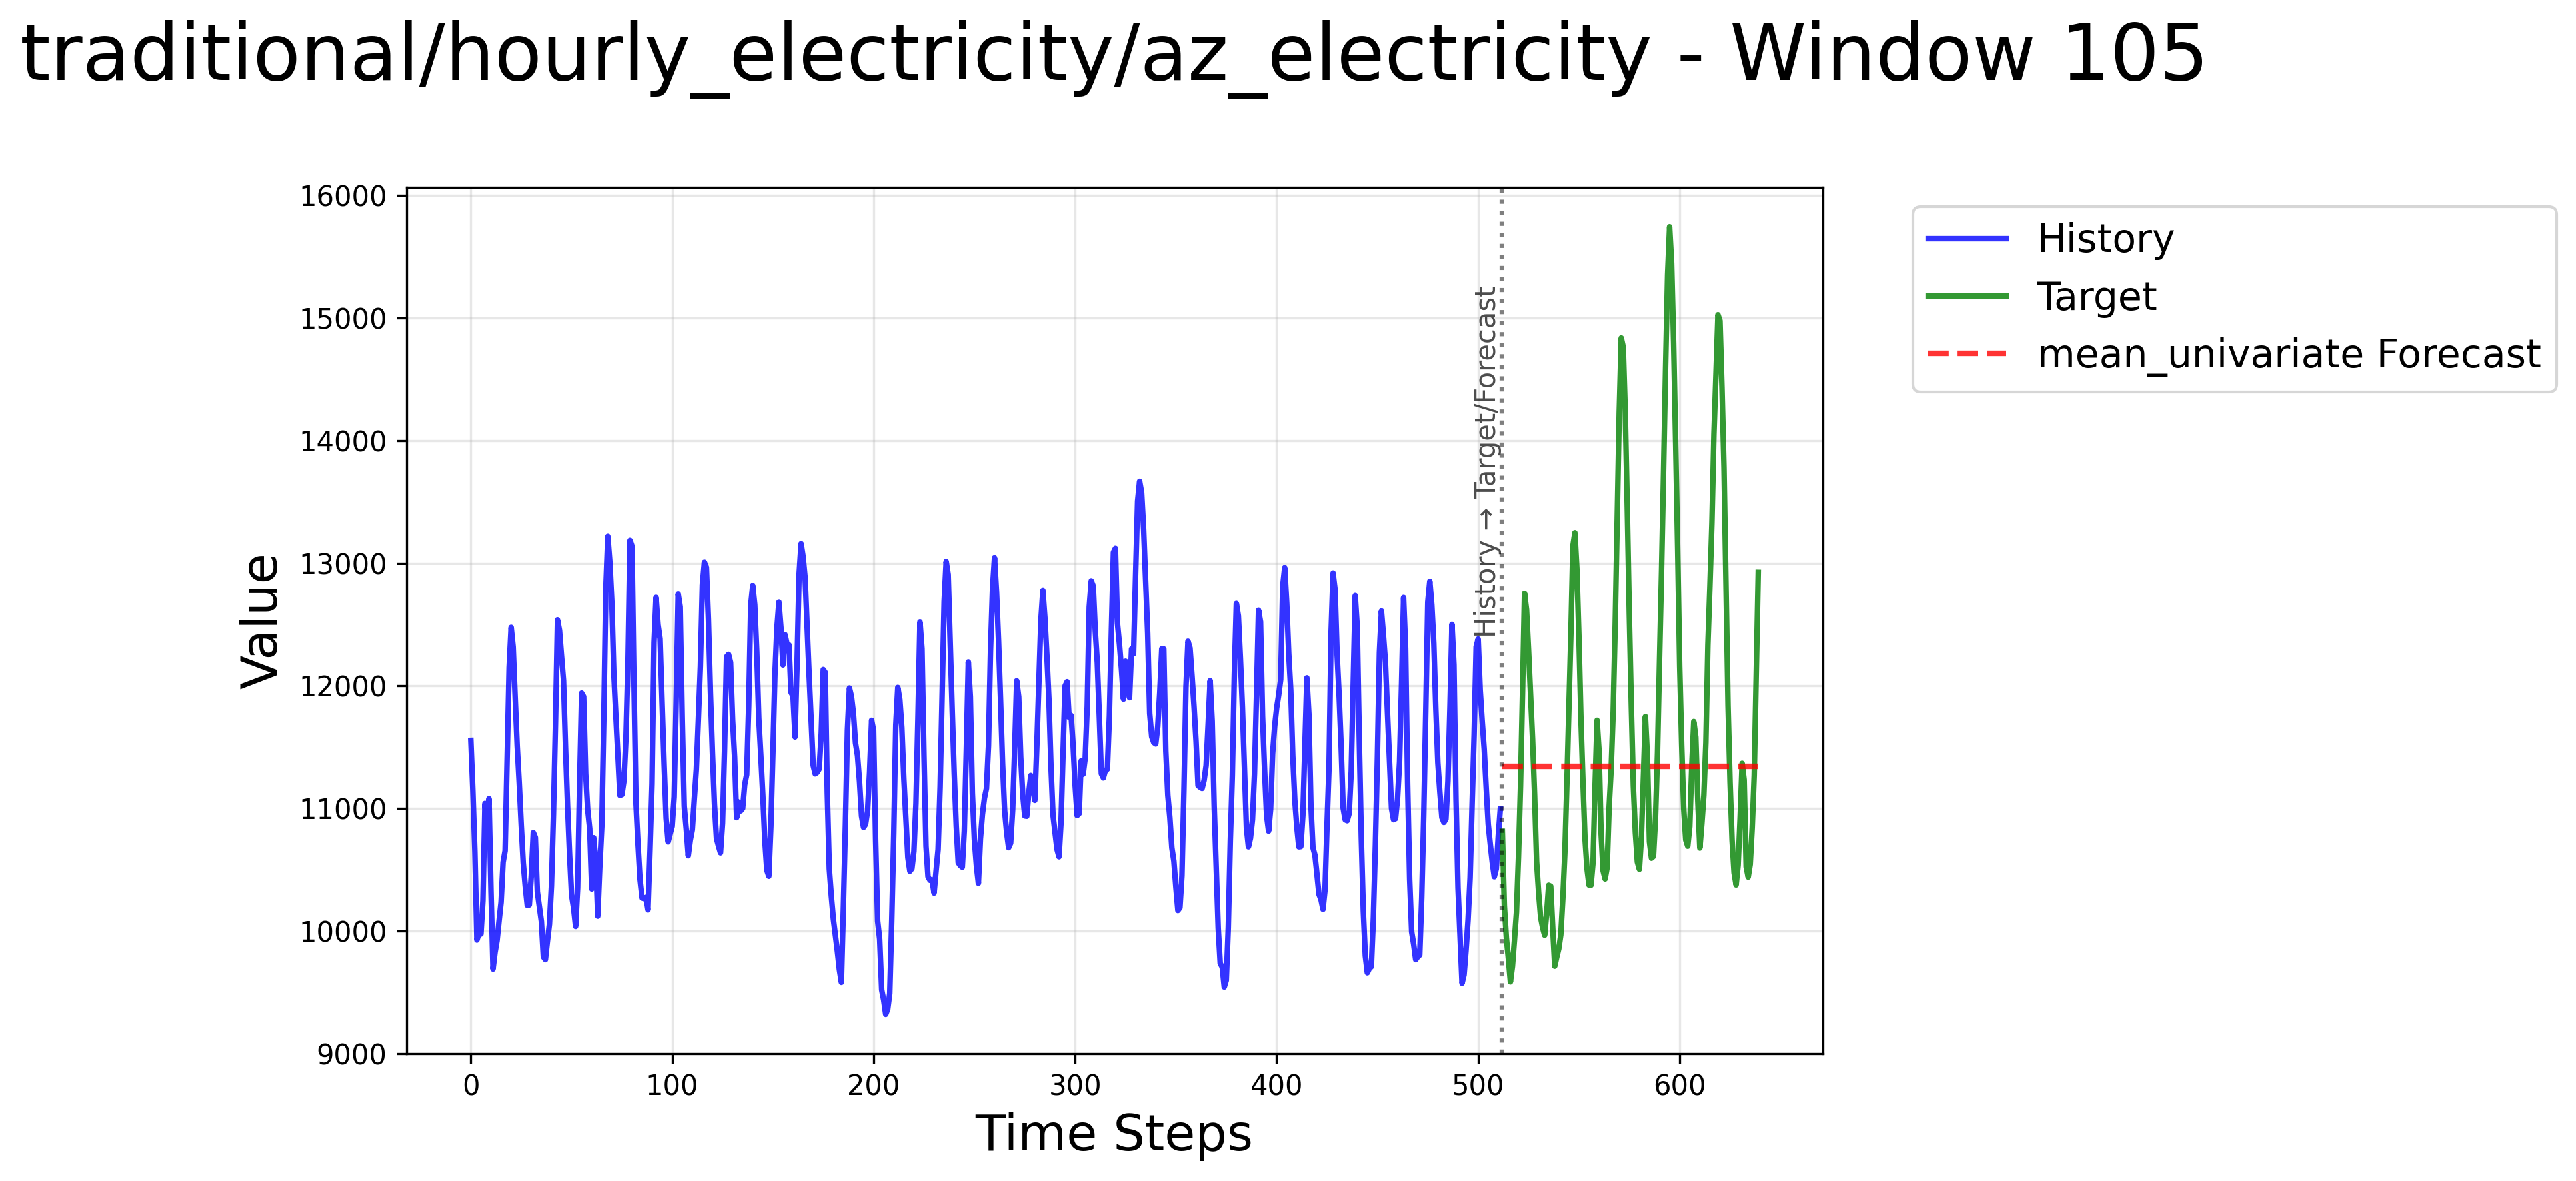 traditional/hourly_electricity/az_electricity - Window 105
16000
15000
14000
13000
12000
11000
10000
9000
Value
History → Target/Forecast
0
100
200
300
400
500
600
Time Steps
History
Target
mean_univariate Forecast